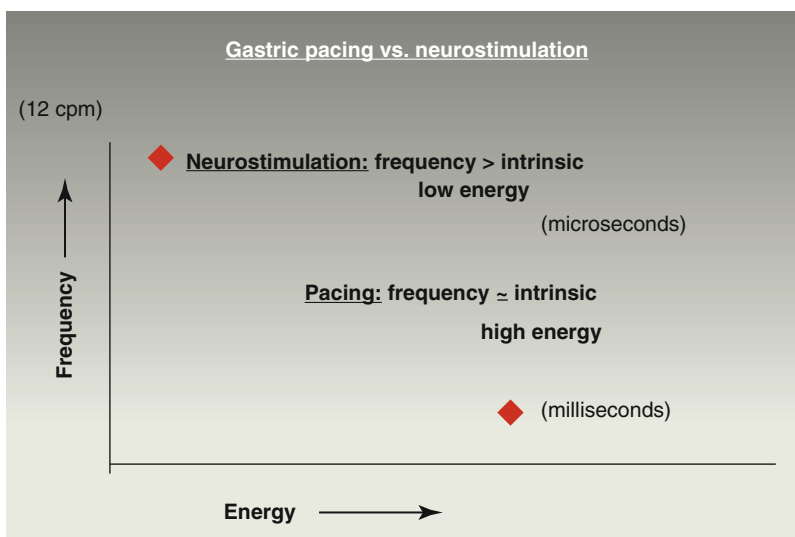 Gastric pacing vs. neurostimulation
(12 cpm)
Neurostimulation: frequency > intrinsic
low energy
(microseconds)
Frequency
Pacing: frequency ≃ intrinsic
high energy
(milliseconds)
Energy